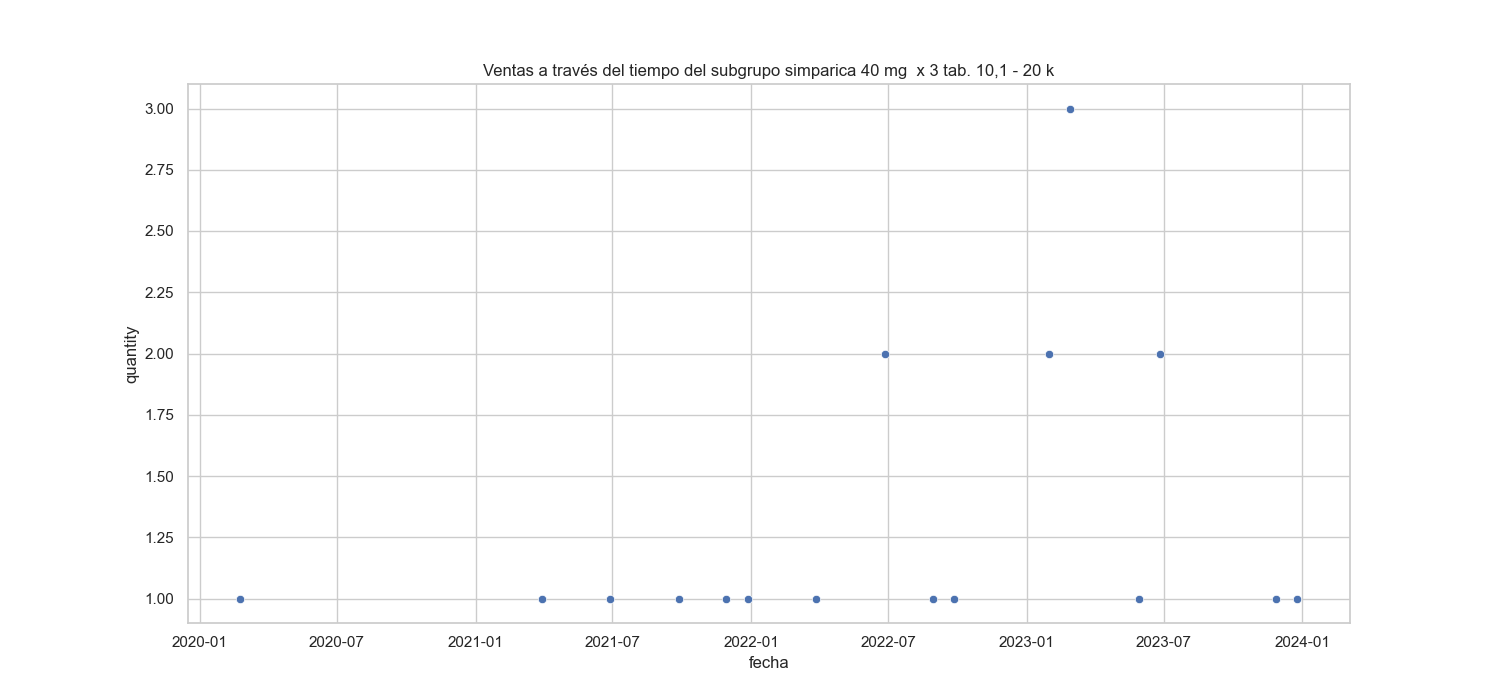 Ventas a través del tiempo del subgrupo simparica 40 mg  x 3 tab. 10,1 - 20 k
3.00
2.75
2.50
2.25
2.00
1.75
1.50
1.25
1.00
quantity
2020-01 2020-07 2021-01 2021-07 2022-01 2022-07 2023-01 2023-07 2024-01
fecha